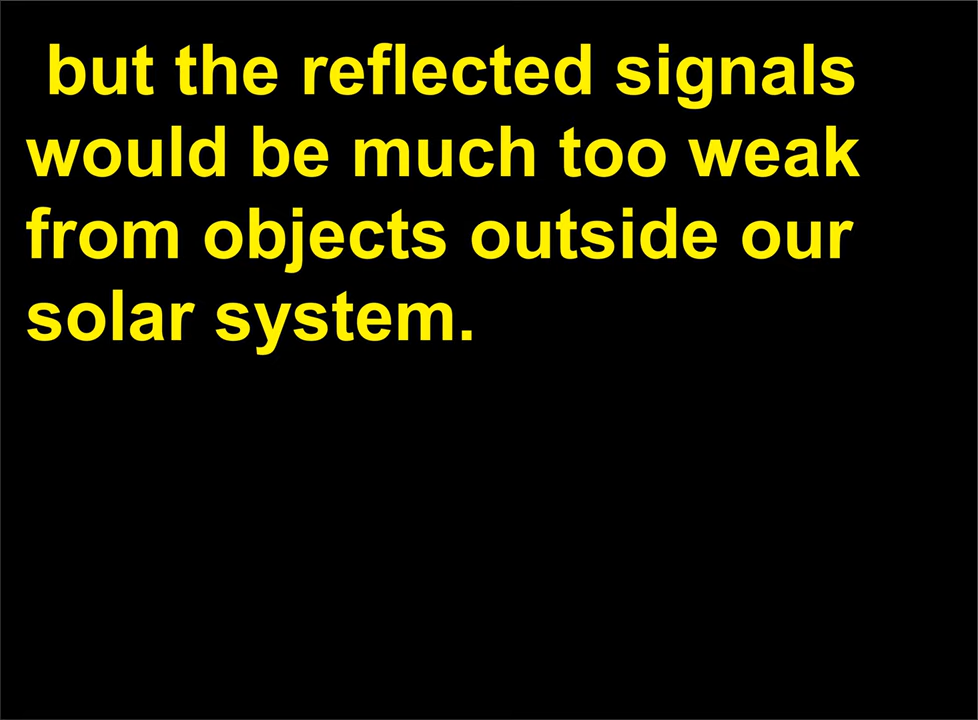 but the reflected signals
would be much too weak
from objects outside our
solar system.